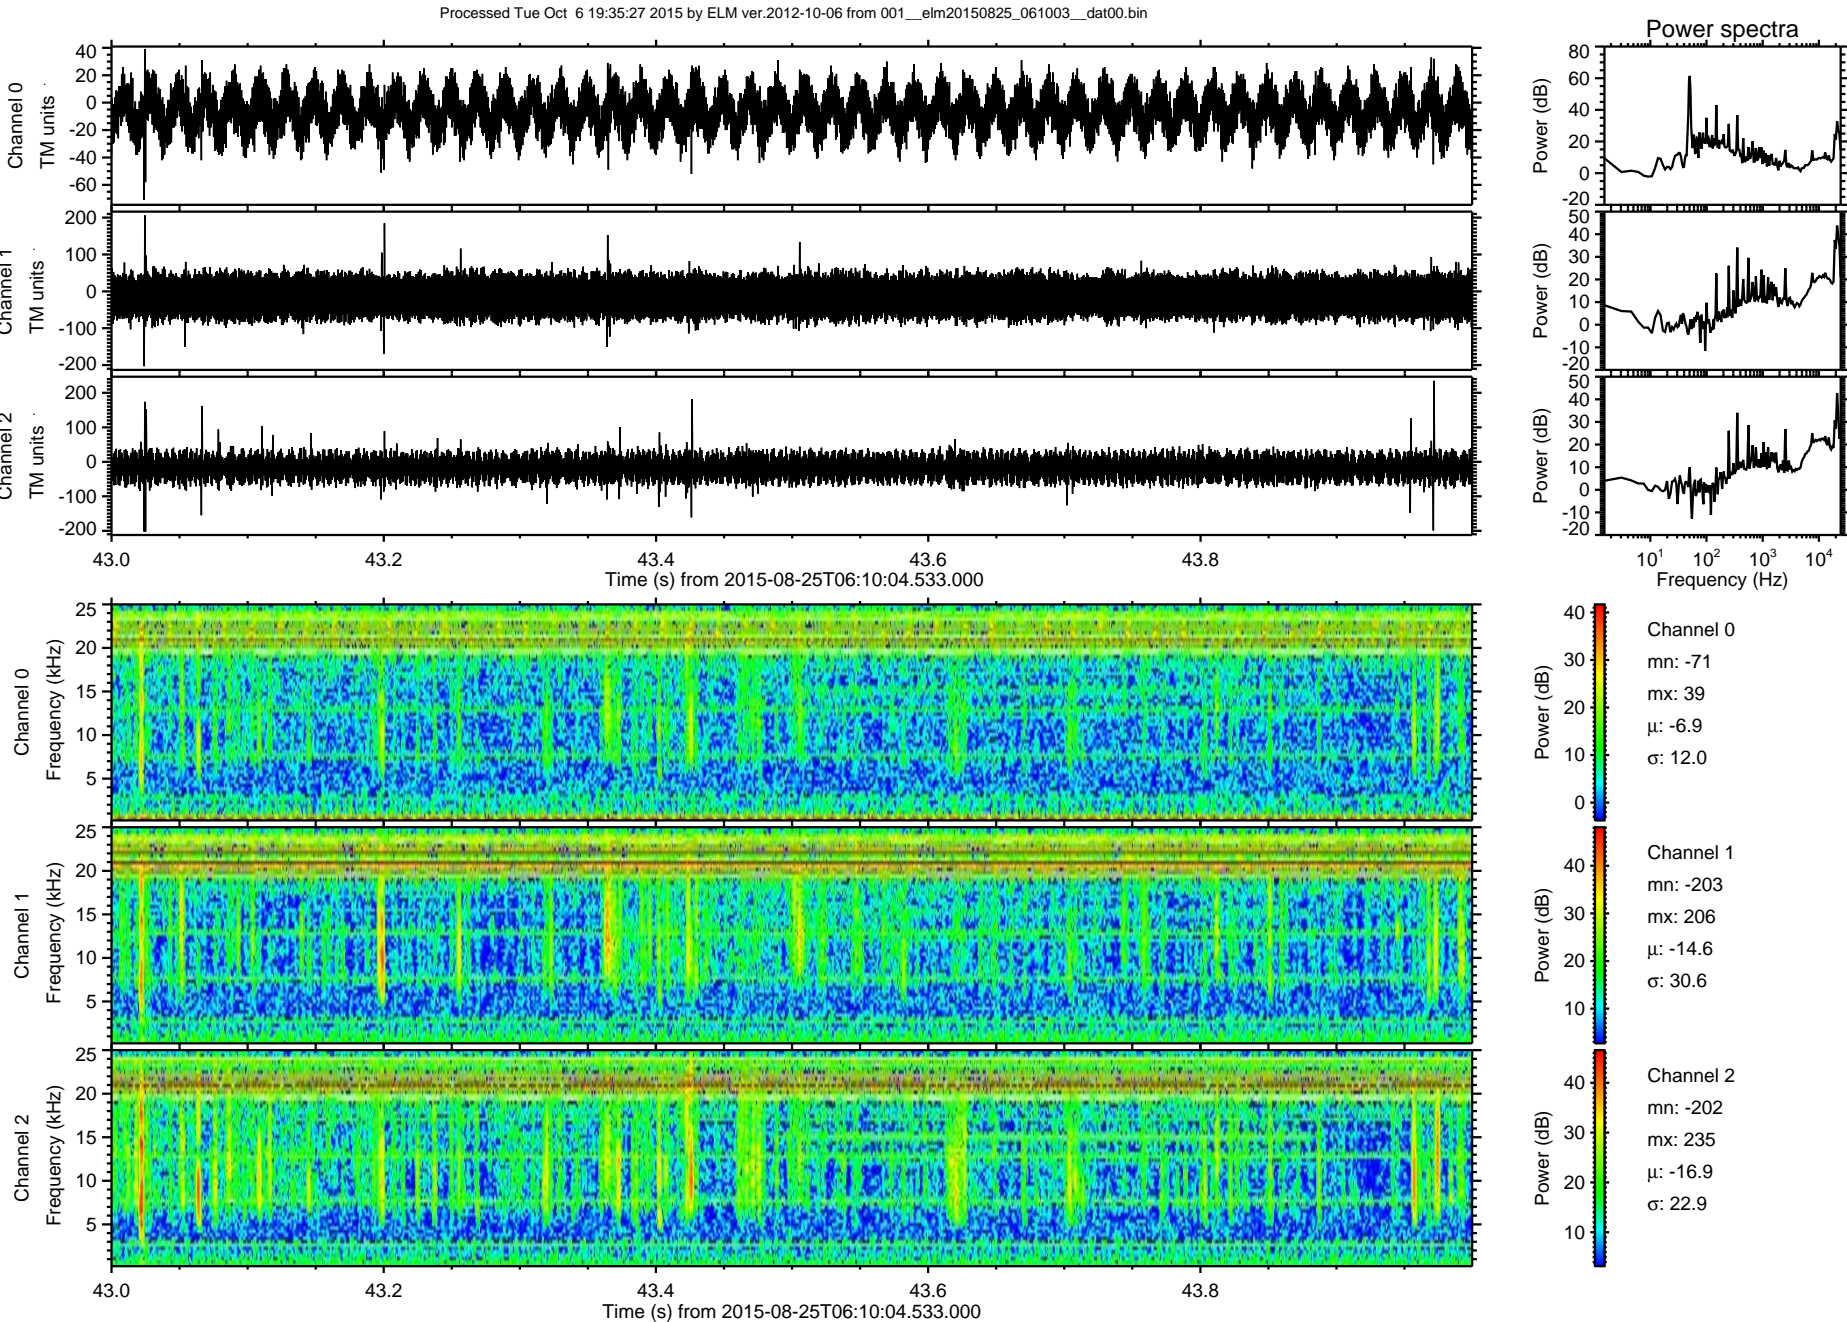 Processed Tue Oct 6 19:35:27 2015 by ELM ver.2012-10-06 from 001__elm20150825_061003__dat00.bin
Power spectra
Channel 0
TM units
40
20
0
-20
-40
-60
Power (dB)
80
60
40
20
0
-20
Channel 1
TM units
200
100
0
-100
-200
Power (dB)
50
40
30
20
10
0
-10
-20
Channel 2
TM units
200
100
0
-100
-200
Power (dB)
50
40
30
20
10
0
-10
-20
43.0 43.2 43.4 43.6 43.8
Time (s) from 2015-08-25T06:10:04.533.000
10¹ 10² 10³ 10⁴
Frequency (Hz)
Channel 0
Frequency (kHz)
25
20
15
10
5
Power (dB)
40
30
20
10
0
Channel 0
mn: -71
mx: 39
μ: -6.9
σ: 12.0
Channel 1
Frequency (kHz)
25
20
15
10
5
Power (dB)
40
30
20
10
Channel 1
mn: -203
mx: 206
μ: -14.6
σ: 30.6
Channel 2
Frequency (kHz)
25
20
15
10
5
Power (dB)
40
30
20
10
Channel 2
mn: -202
mx: 235
μ: -16.9
σ: 22.9
43.0 43.2 43.4 43.6 43.8
Time (s) from 2015-08-25T06:10:04.533.000